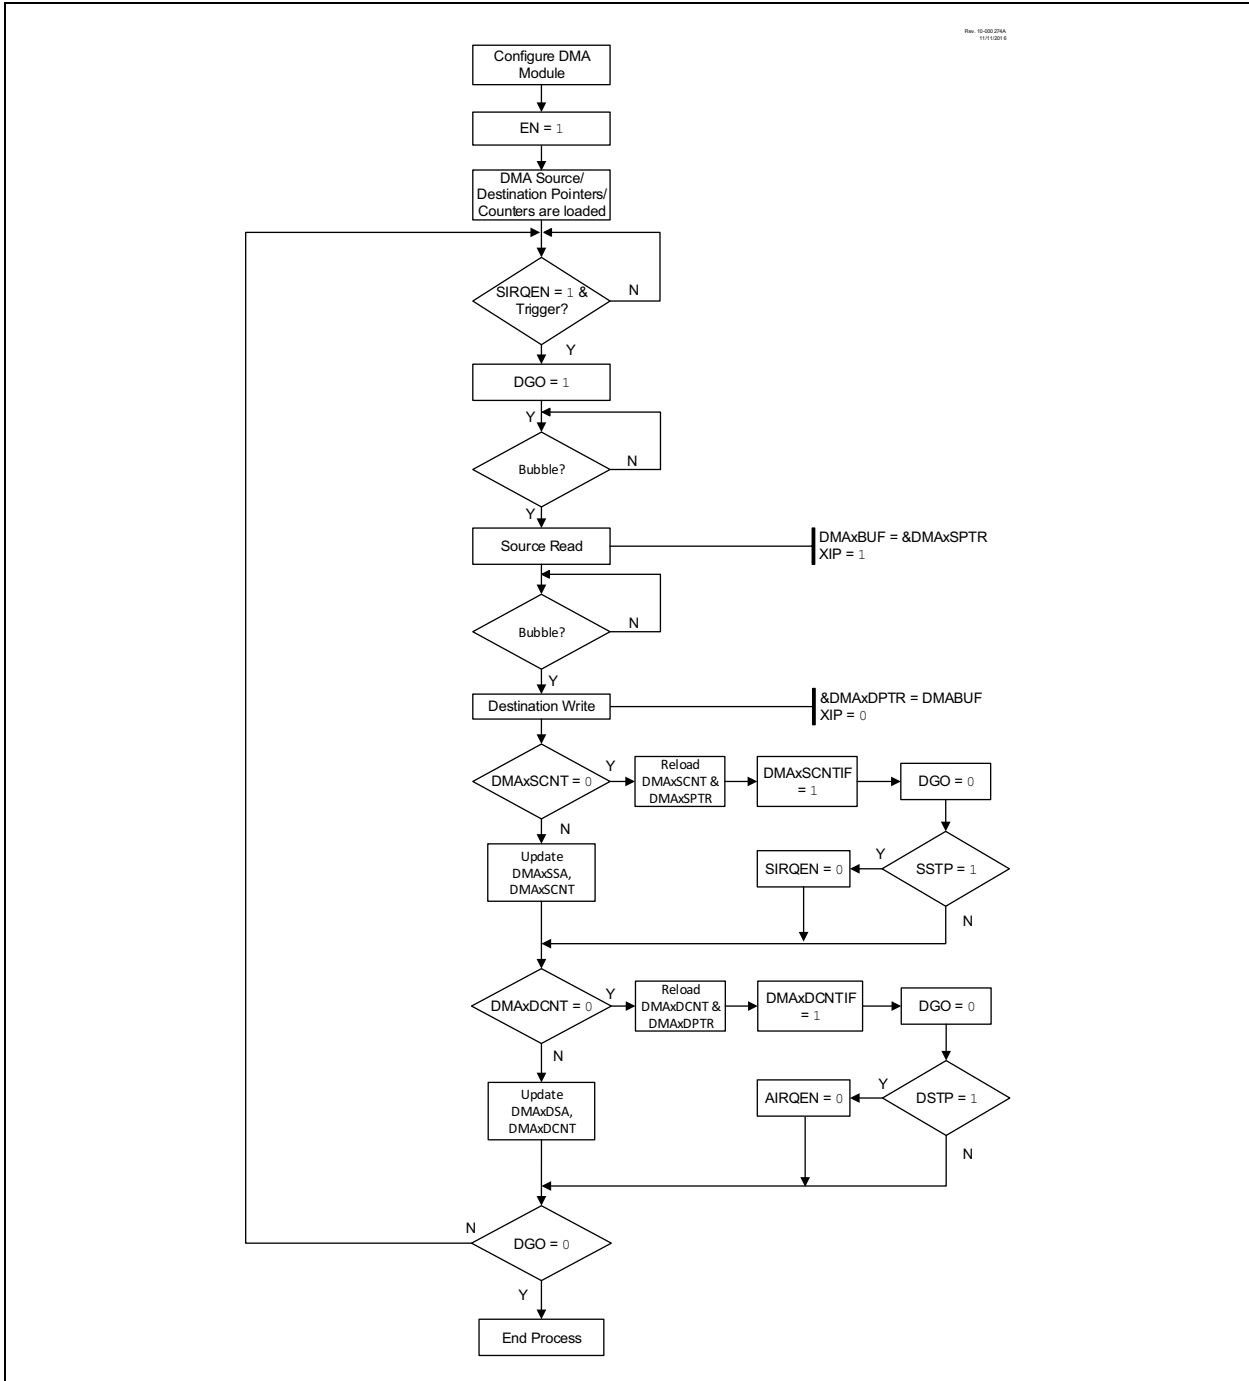 Rev. 10-000 274A
11/11/2016
Configure DMA
Module
EN = 1
DMA Source/
Destination Pointers/
Counters are loaded
SIRQEN = 1 &
Trigger?
N
Y
DGO = 1
Y
Bubble?
N
Y
Source Read
DMAxBUF = &DMAxSPTR
XIP = 1
Bubble?
N
Y
Destination Write
&DMAxDPTR = DMABUF
XIP = 0
DMAxSCNT = 0
Y
Reload
DMAxSCNT &
DMAxSPTR
DMAxSCNTIF
= 1
DGO = 0
N
Update
DMAxSSA,
DMAxSCNT
SIRQEN = 0
Y
SSTP = 1
N
DMAxDCNT = 0
Y
Reload
DMAxDCNT &
DMAxDPTR
DMAxDCNTIF
= 1
DGO = 0
N
Update
DMAxDSA,
DMAxDCNT
AIRQEN = 0
Y
DSTP = 1
N
N
DGO = 0
Y
End Process